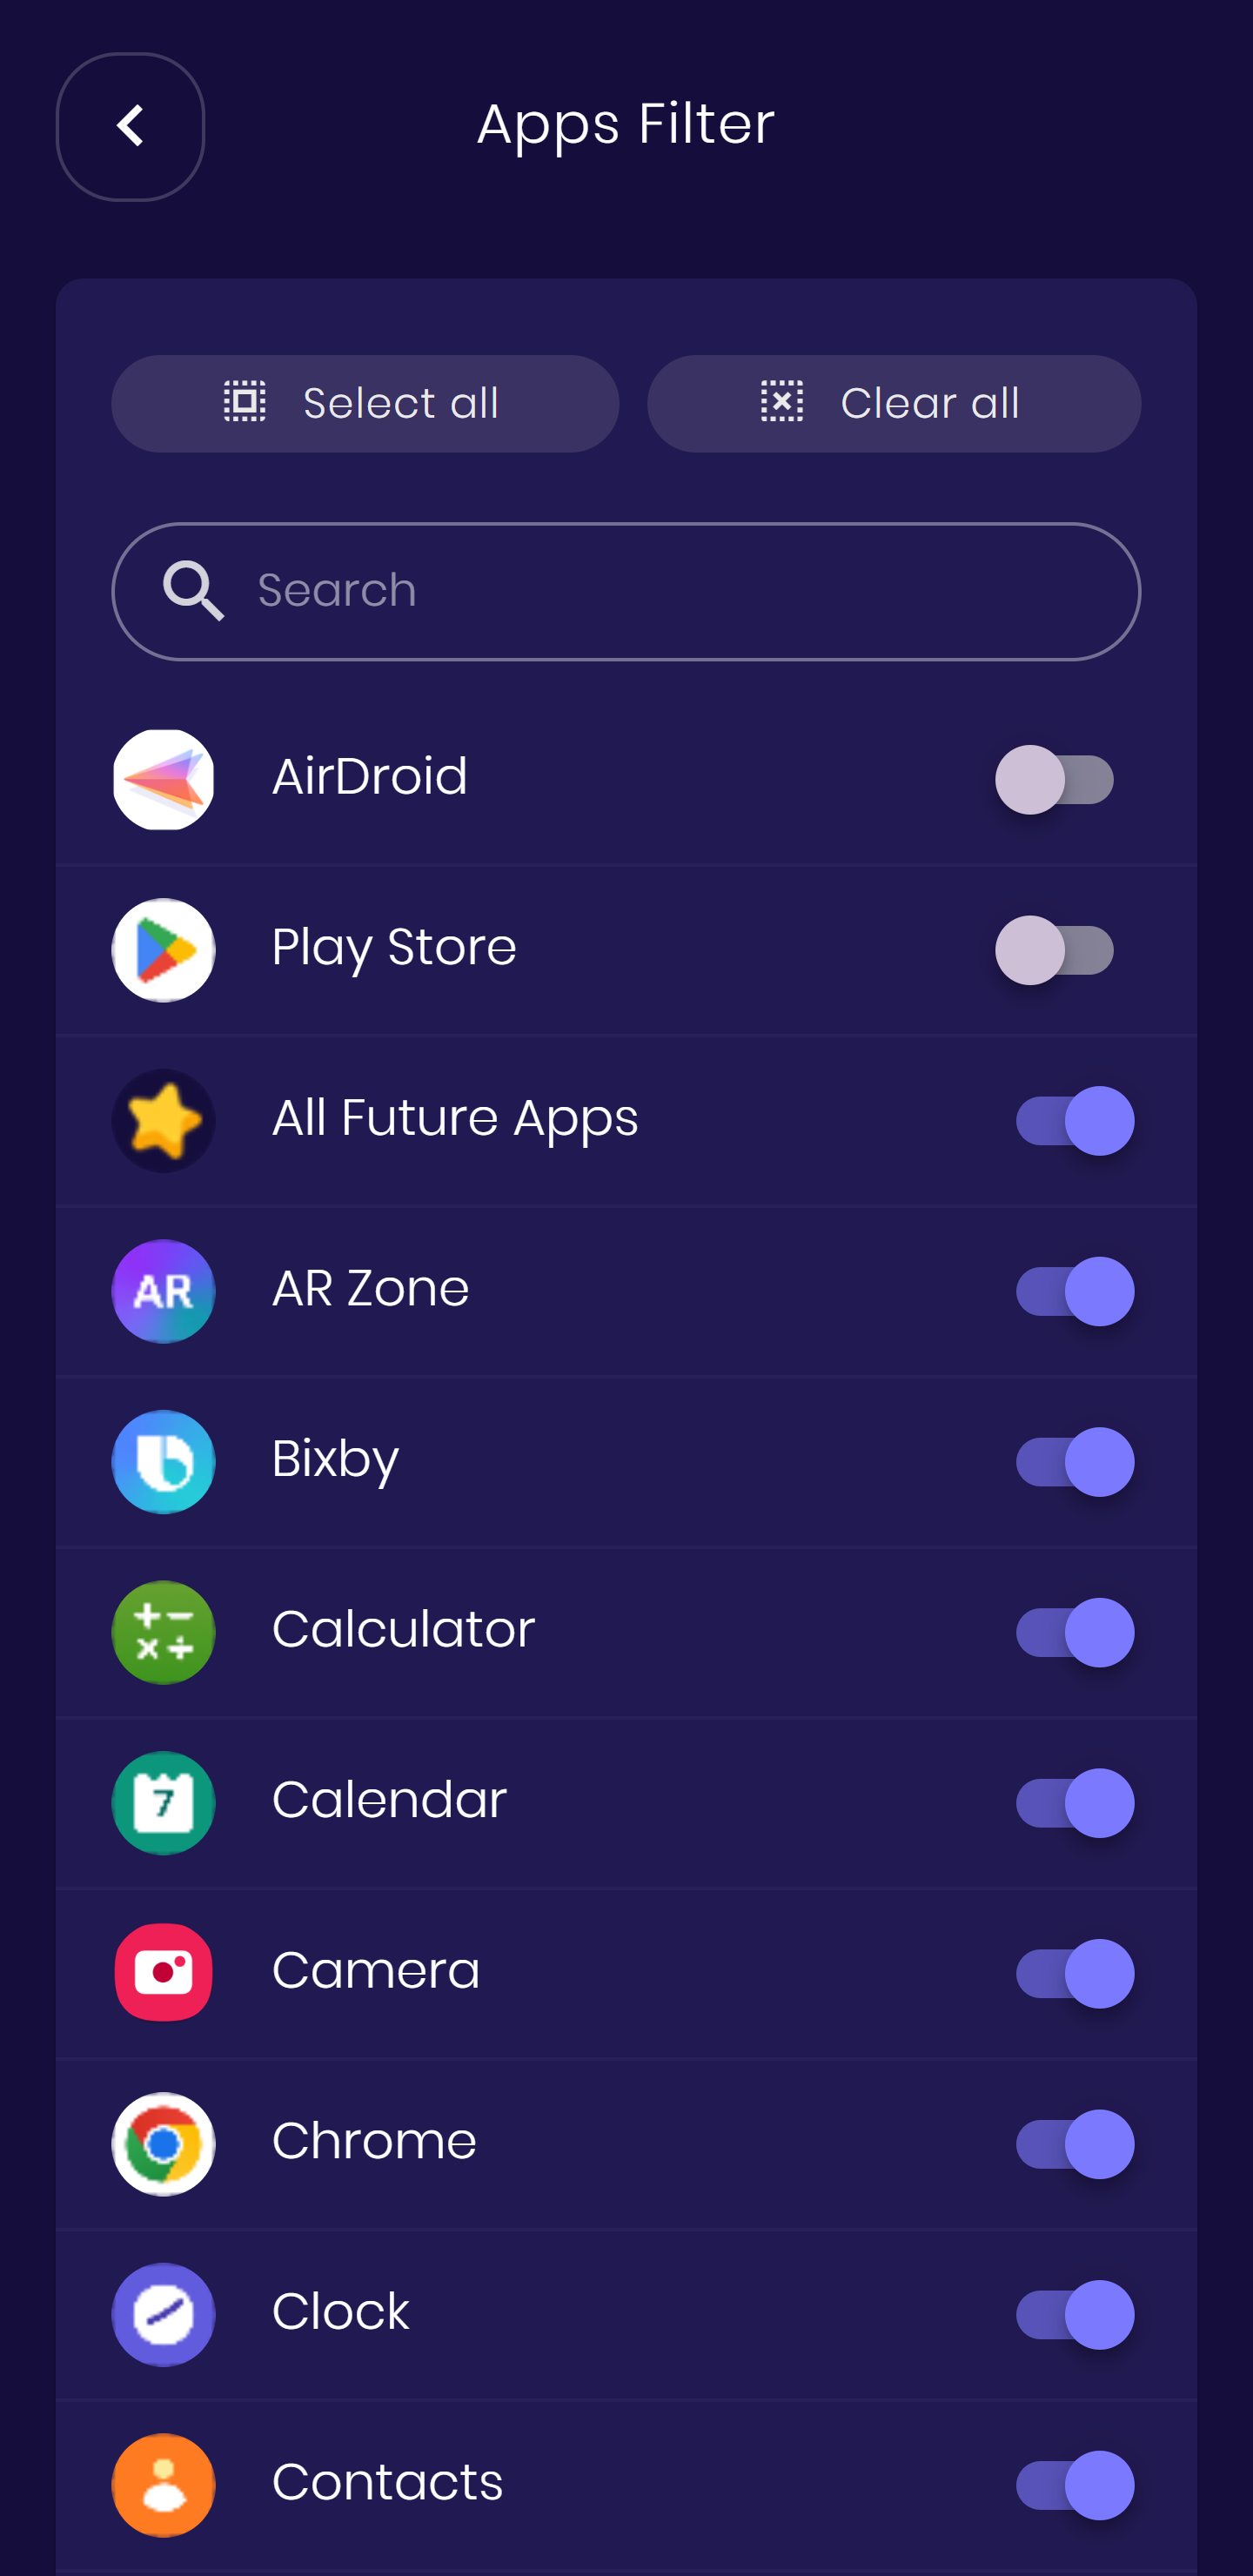 Apps Filter
Select all
Clear all
Search
AirDroid
Play Store
All Future Apps
AR
AR Zone
Bixby
Calculator
7
Calendar
Camera
Chrome
Clock
Contacts